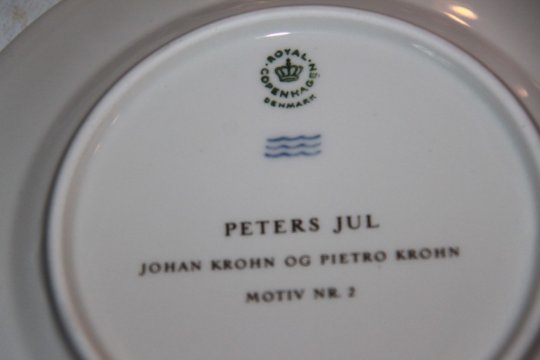 ROYAL
COPENHAGEN
DENMARK
PETERS JUL
JOHAN KROHN OG PIETRO KROHN
MOTIV NR. 2